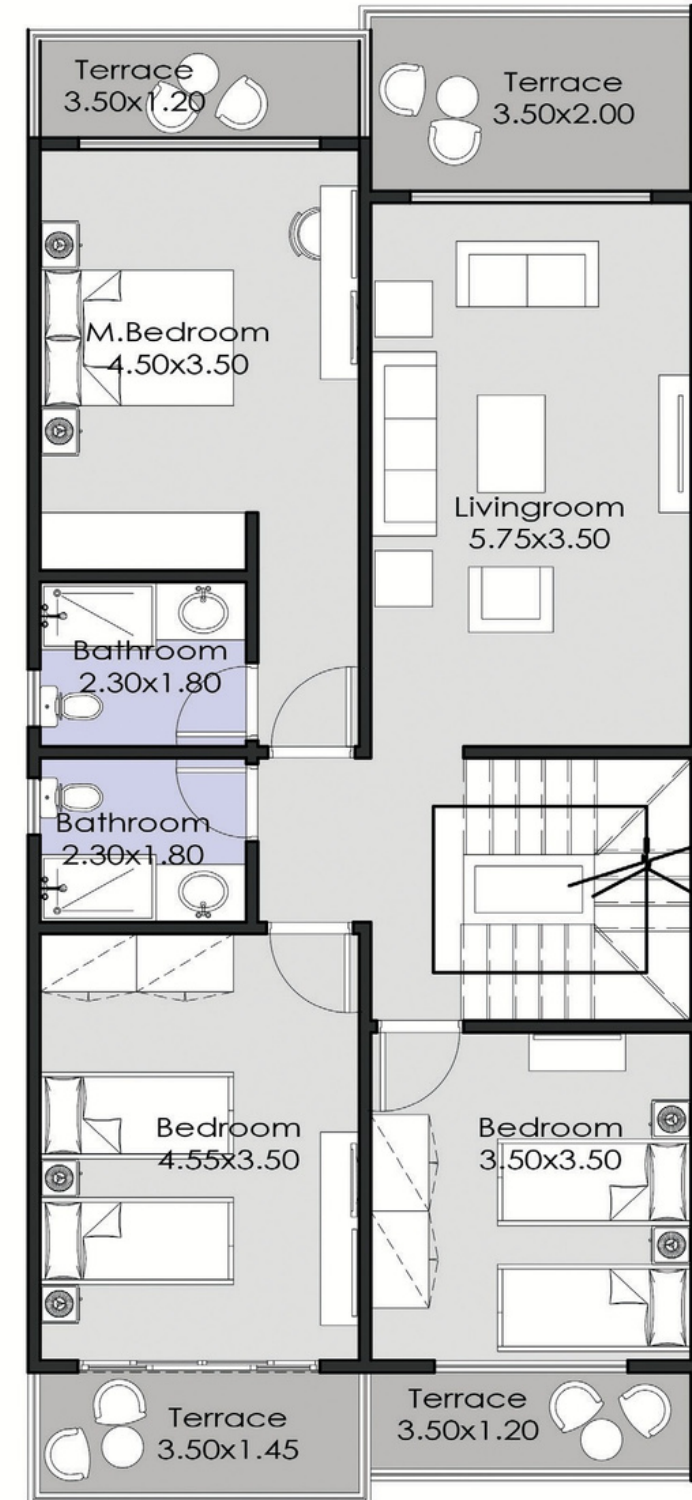 Terrace
3.50x1.20
Terrace
3.50x2.00
M.Bedroom
4.50x3.50
Livingroom
5.75x3.50
Bathroom
2.30x1.80
Bathroom
2.30x1.80
Bedroom
4.55x3.50
Bedroom
3.50x3.50
Terrace
3.50x1.45
Terrace
3.50x1.20